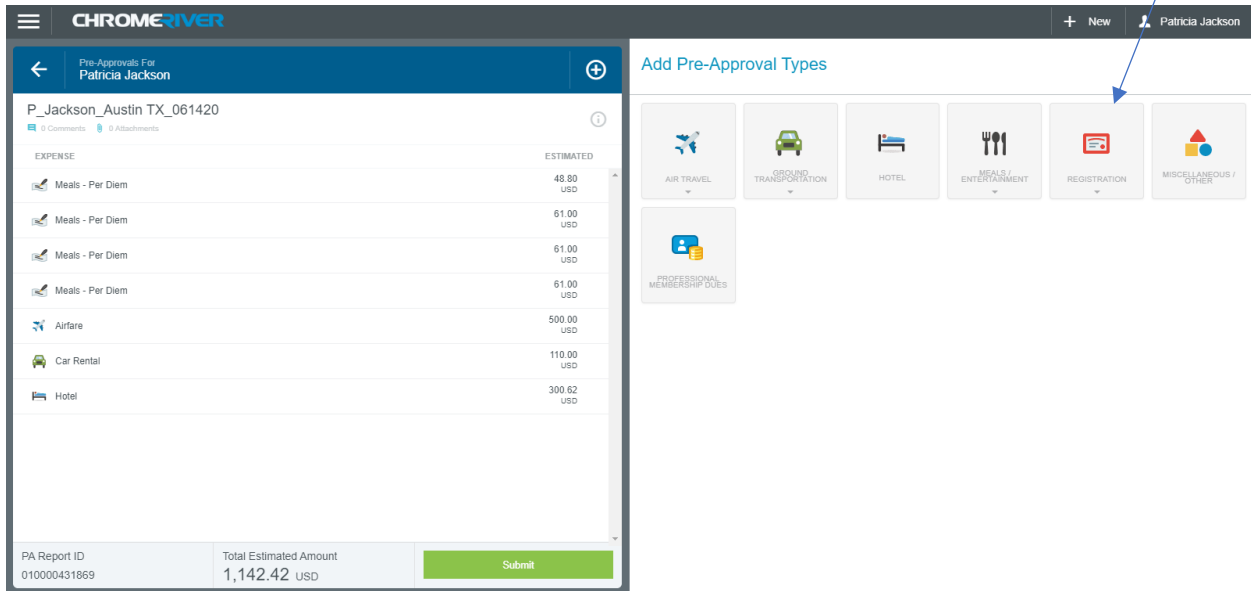 CHROMERIVER
New
Patricia Jackson
Pre-Approvals For
Patricia Jackson
P_Jackson_Austin TX_061420
0 Comments 0 Attachments
EXPENSE ESTIMATED
Meals - Per Diem 48.80
USD
Meals - Per Diem 61.00
USD
Meals - Per Diem 61.00
USD
Meals - Per Diem 61.00
USD
Airfare 500.00
USD
Car Rental 110.00
USD
Hotel 300.62
USD
PA Report ID
010000431869
Total Estimated Amount
1,142.42 USD
Submit
Add Pre-Approval Types
AIR TRAVEL
GROUND
TRANSPORTATION
HOTEL
MEALS /
ENTERTAINMENT
REGISTRATION
MISCELLANEOUS /
OTHER
PROFESSIONAL
MEMBERSHIP DUES